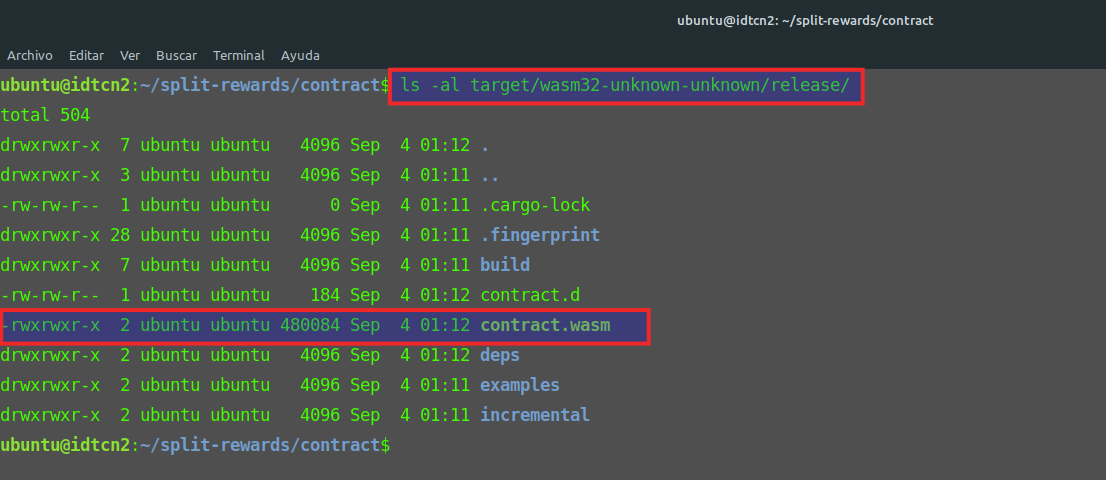 ubuntu@idtcn2: ~/split-rewards/contract
Archivo Editar Ver Buscar Terminal Ayuda
ubuntu@idtcn2:~/split-rewards/contract$ ls -al target/wasm32-unknown-unknown/release/
total 504
drwxrwxr-x  7 ubuntu ubuntu   4096 Sep  4 01:12 .
drwxrwxr-x  3 ubuntu ubuntu   4096 Sep  4 01:11 ..
-rw-rw-r--  1 ubuntu ubuntu      0 Sep  4 01:11 .cargo-lock
drwxrwxr-x 28 ubuntu ubuntu   4096 Sep  4 01:11 .fingerprint
drwxrwxr-x  7 ubuntu ubuntu   4096 Sep  4 01:11 build
-rw-rw-r--  1 ubuntu ubuntu    184 Sep  4 01:12 contract.d
-rwxrwxr-x  2 ubuntu ubuntu 480084 Sep  4 01:12 contract.wasm
drwxrwxr-x  2 ubuntu ubuntu   4096 Sep  4 01:12 deps
drwxrwxr-x  2 ubuntu ubuntu   4096 Sep  4 01:11 examples
drwxrwxr-x  2 ubuntu ubuntu   4096 Sep  4 01:11 incremental
ubuntu@idtcn2:~/split-rewards/contract$